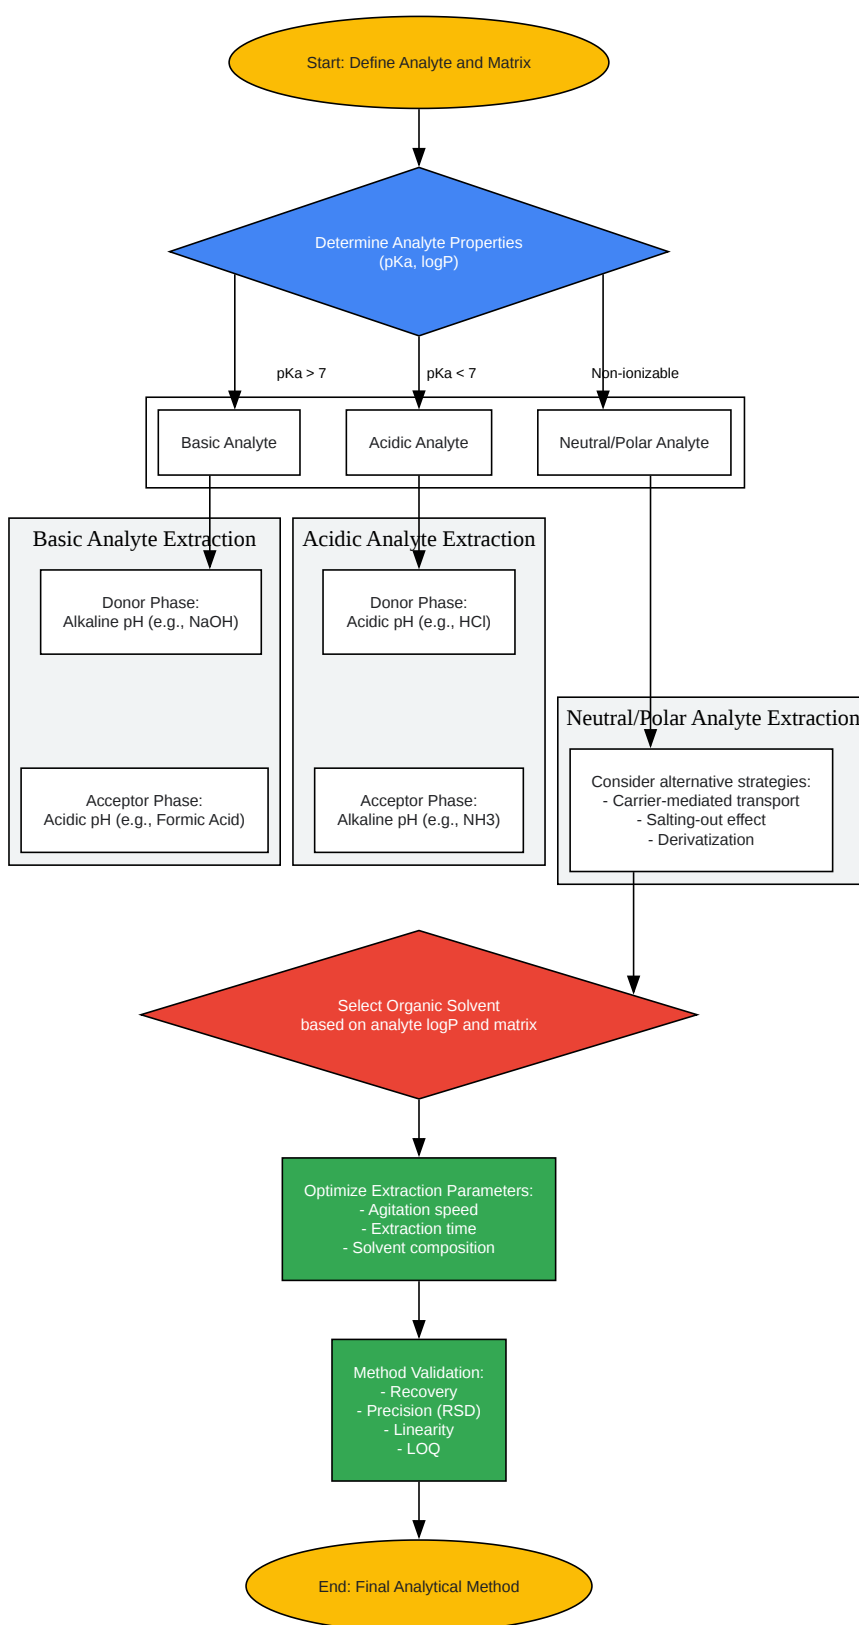 Start: Define Analyte and Matrix
Determine Analyte Properties
(pKa, logP)
pKa > 7
pKa < 7
Non-ionizable
Basic Analyte
Acidic Analyte
Neutral/Polar Analyte
Basic Analyte Extraction
Donor Phase:
Alkaline pH (e.g., NaOH)
Acceptor Phase:
Acidic pH (e.g., Formic Acid)
Acidic Analyte Extraction
Donor Phase:
Acidic pH (e.g., HCl)
Acceptor Phase:
Alkaline pH (e.g., NH3)
Neutral/Polar Analyte Extraction
Consider alternative strategies:
- Carrier-mediated transport
- Salting-out effect
- Derivatization
Select Organic Solvent
based on analyte logP and matrix
Optimize Extraction Parameters:
- Agitation speed
- Extraction time
- Solvent composition
Method Validation:
- Recovery
- Precision (RSD)
- Linearity
- LOQ
End: Final Analytical Method